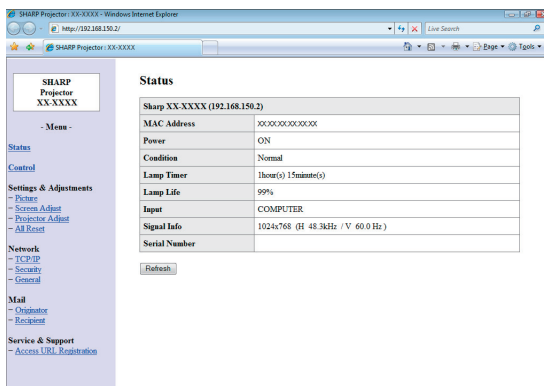 SHARP Projector : XX-XXXX - Windows Internet Explorer
http://192.168.150.2/
Live Search
SHARP Projector : XX-XXXX
Page
Tools
SHARP
Projector
XX-XXXX
- Menu -
Status
Control
Settings & Adjustments
- Picture
- Screen Adjust
- Projector Adjust
- All Reset
Network
- TCP/IP
- Security
- General
Mail
- Originator
- Recipient
Service & Support
- Access URL Registration
Status
Sharp XX-XXXX (192.168.150.2)
MAC Address XX:XX:XX:XX:XX:XX
Power ON
Condition Normal
Lamp Timer 1hour(s) 15minute(s)
Lamp Life 99%
Input COMPUTER
Signal Info 1024x768 (H 48.3kHz / V 60.0 Hz )
Serial Number
Refresh